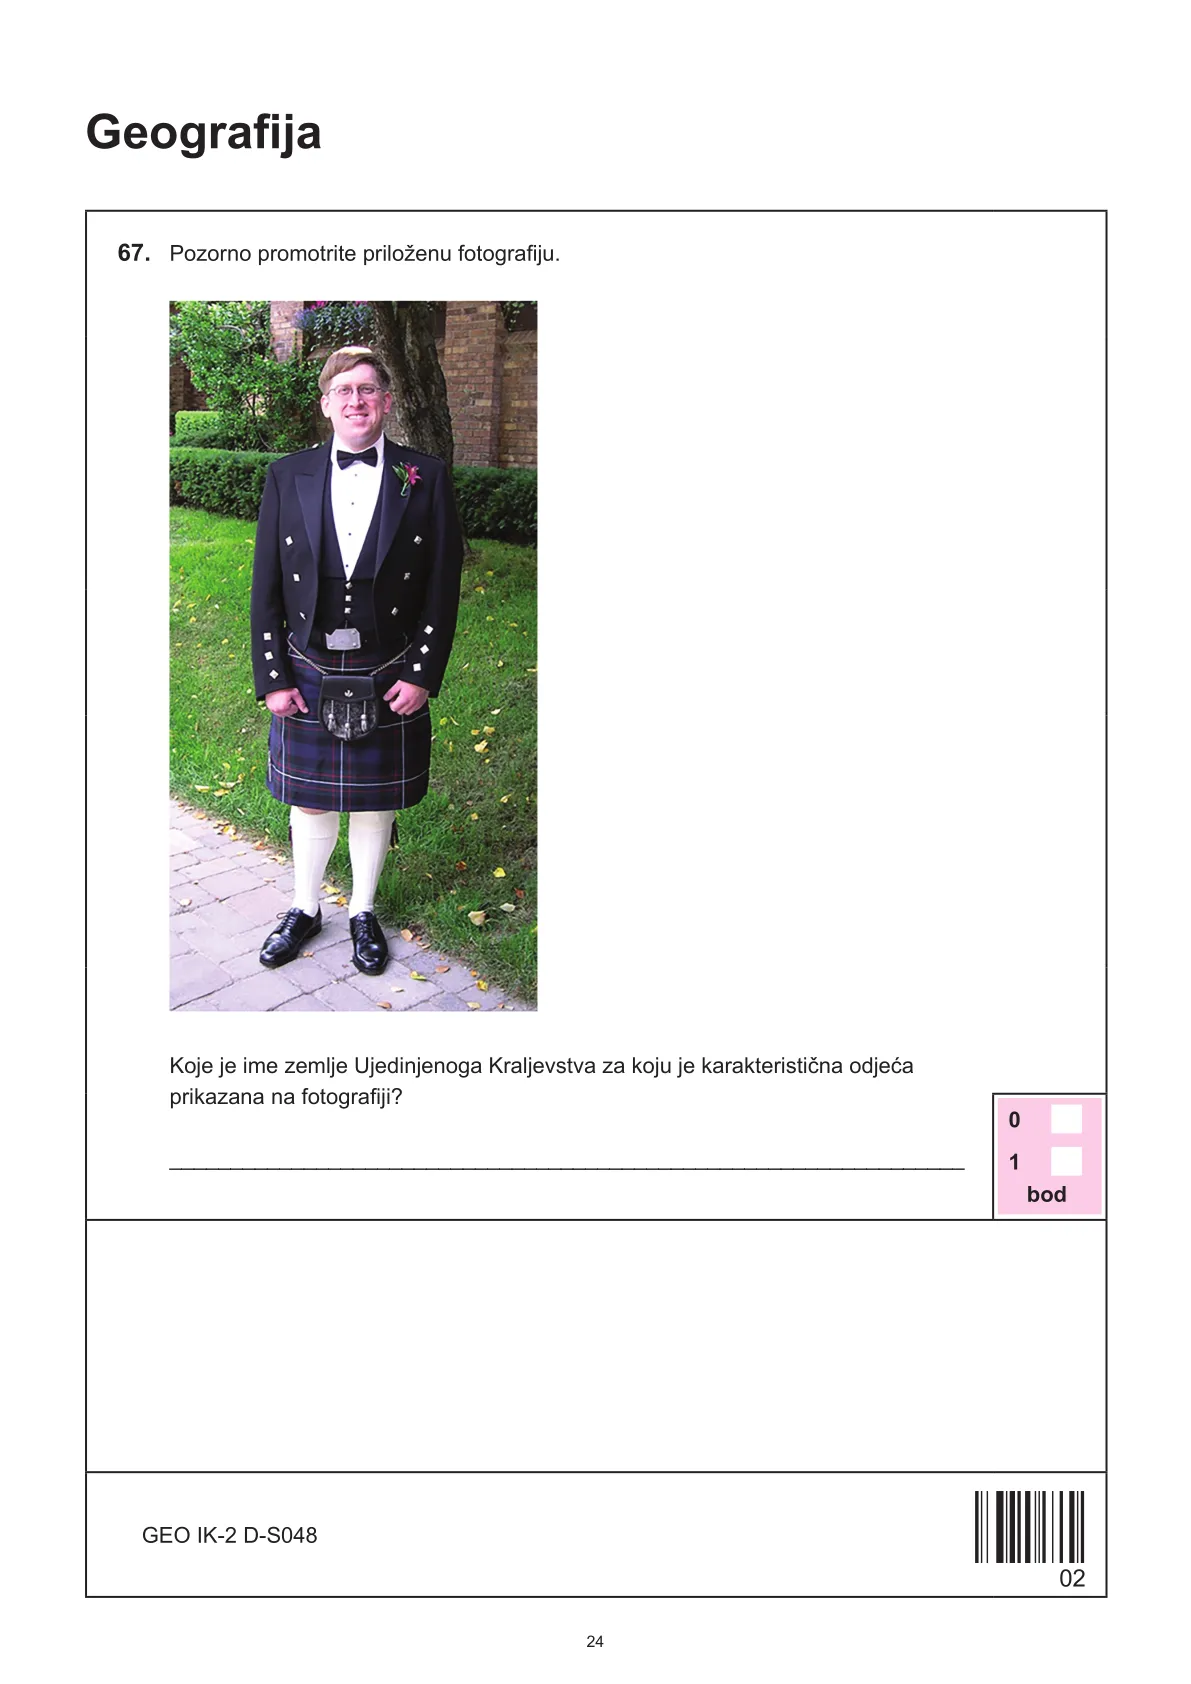 Geografija
67. Pozorno promotrite priloženu fotografiju.
Koje je ime zemlje Ujedinjenoga Kraljevstva za koju je karakteristična odjeća
prikazana na fotografiji?
0
1
bod
GEO IK-2 D-S048
02
24